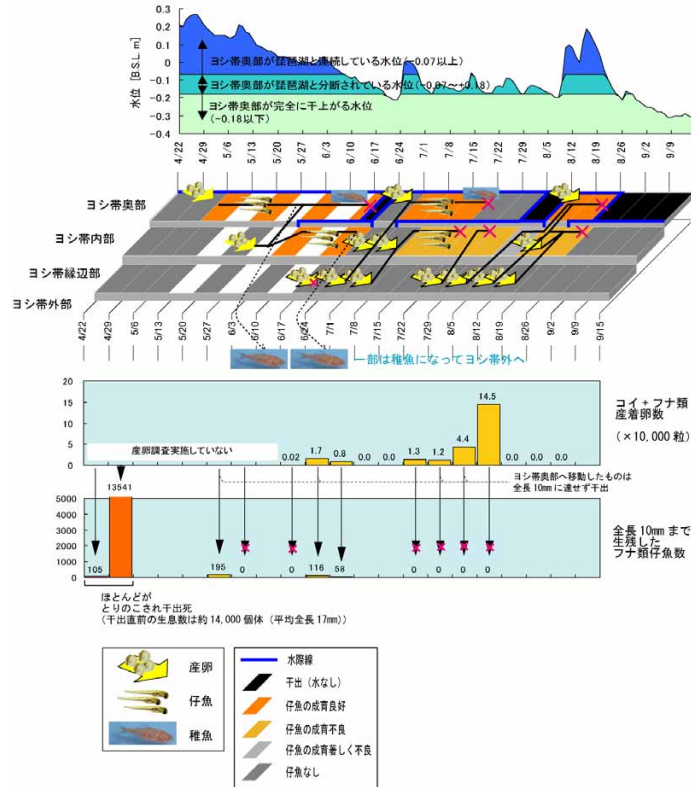 水位 [B.S.L. m]
0.2
0.1
0
-0.1
-0.2
-0.3
-0.4
ヨシ帯奥部が琵琶湖と連続している水位(−0.07以上)
ヨシ帯奥部が琵琶湖と分断されている水位(−0.07〜+0.18)
ヨシ帯奥部が完全に干上がる水位
(−0.18以下)
4/22 4/29 5/6 5/13 5/20 5/27 6/3 6/10 6/17 6/24 7/1 7/8 7/15 7/22 7/29 8/5 8/12 8/19 8/26 9/2 9/9
ヨシ帯奥部
ヨシ帯内部
ヨシ帯縁辺部
ヨシ帯外部
4/22 4/29 5/6 5/13 5/20 5/27 6/3 6/10 6/17 6/24 7/1 7/8 7/15 7/22 7/29 8/5 8/12 8/19 8/26 9/2 9/9 9/15
一部は稚魚になってヨシ帯外へ
20
15
10
5
0
産卵調査実施していない
0.02 1.7 0.8 0.0 0.0 1.3 1.2 4.4 14.5 0.0 0.0 0.0
コイ + フナ類
産着卵数
(×10,000 粒)
ヨシ帯奥部へ移動したものは
全長10mmに達せず干出
5000
4000
3000
2000
1000
0
105 13541 195 0 0 116 58 0 0 0 0
全長10mmまで
生残した
フナ類仔魚数
ほとんどが
とりのこされ干出死
(干出直前の生息数は約14,000個体 (平均全長17mm))
産卵
仔魚
稚魚
水際線
干出 (水なし)
仔魚の成育良好
仔魚の成育不良
仔魚の成育著しく不良
仔魚なし